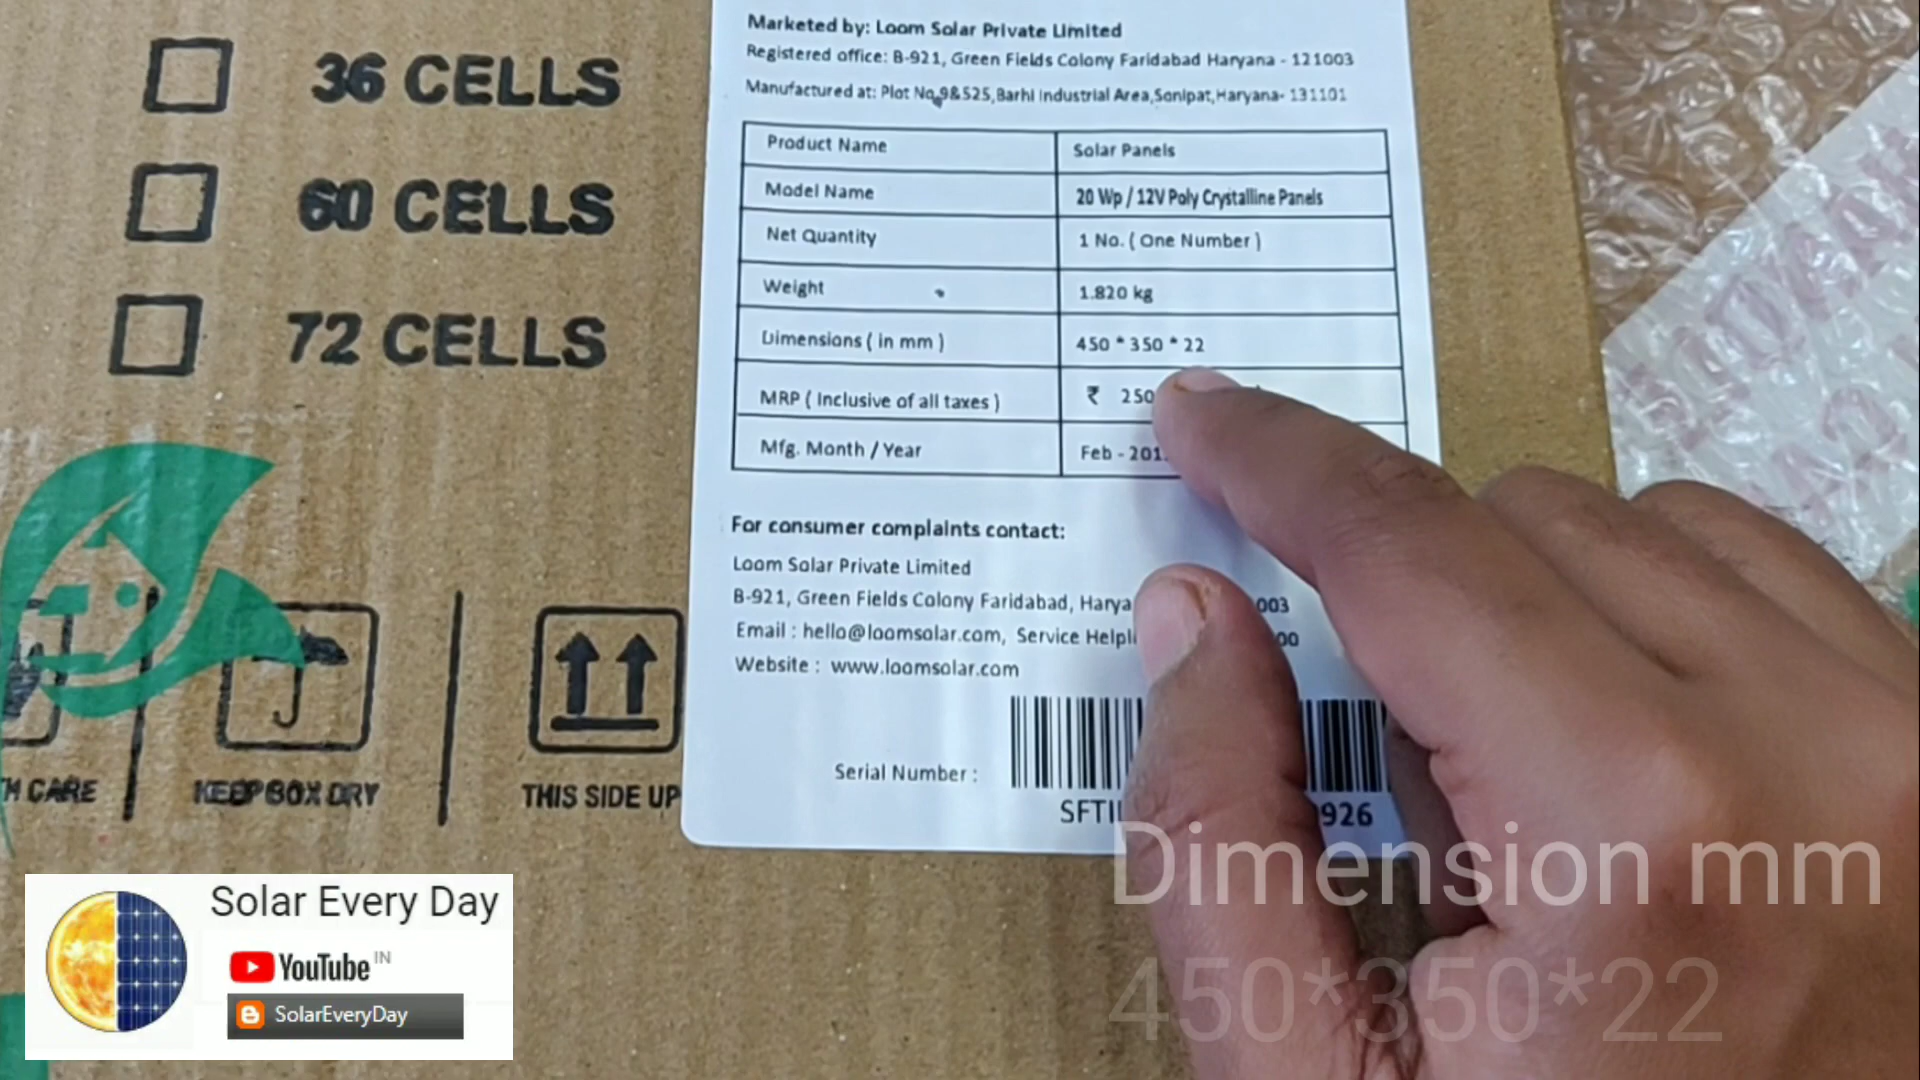 36 CELLS
60 CELLS
72 CELLS
CARE
KEEP BOX DRY
THIS SIDE UP
Marketed by: Loom Solar Private Limited
Registered office: B-921, Green Fields Colony Faridabad Haryana - 121003
Manufactured at: Plot No,9&525,Barhi Industrial Area,Sonipat,Haryana- 131101
Product Name Solar Panels
Model Name 20 Wp / 12V Poly Crystalline Panels
Net Quantity 1 No. ( One Number )
Weight 1.820 kg
Dimensions ( in mm ) 450 * 350 * 22
MRP ( Inclusive of all taxes ) ₹ 250
Mfg. Month / Year Feb - 201
For consumer complaints contact:
Loom Solar Private Limited
B-921, Green Fields Colony Faridabad, Harya 003
Email : hello@loomsolar.com, Service Helpli 00
Website : www.loomsolar.com
Serial Number :
SFTI 926
Dimension mm
450*350*22
Solar Every Day
YouTube IN
SolarEveryDay